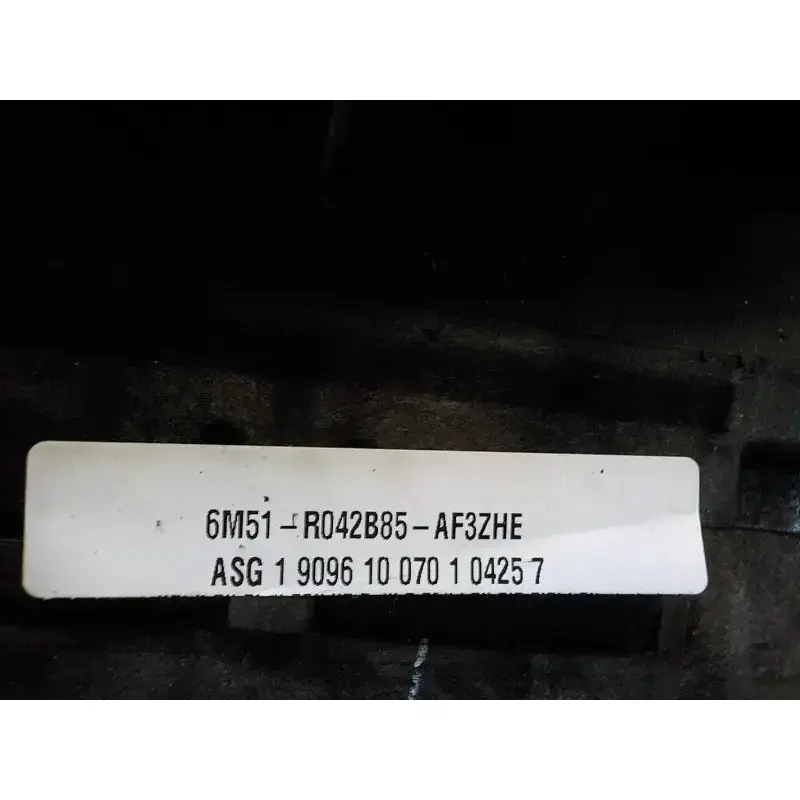 6M51-R042B85-AF3ZHE
ASG 1 9096 10 070 1 0425 7